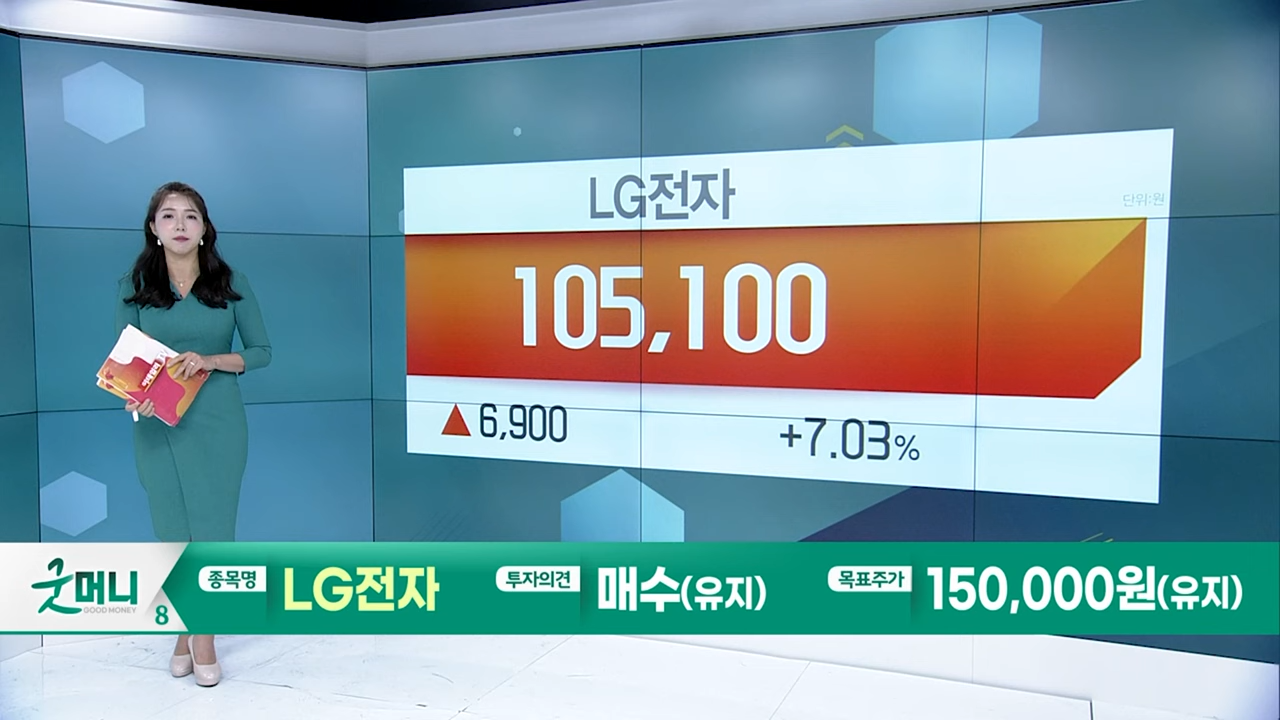 LG전자
단위:원
105,100
▲ 6,900 +7.03%
굿머니
GOOD MONEY
8
종목명 LG전자 투자의견 매수(유지) 목표주가 150,000원(유지)